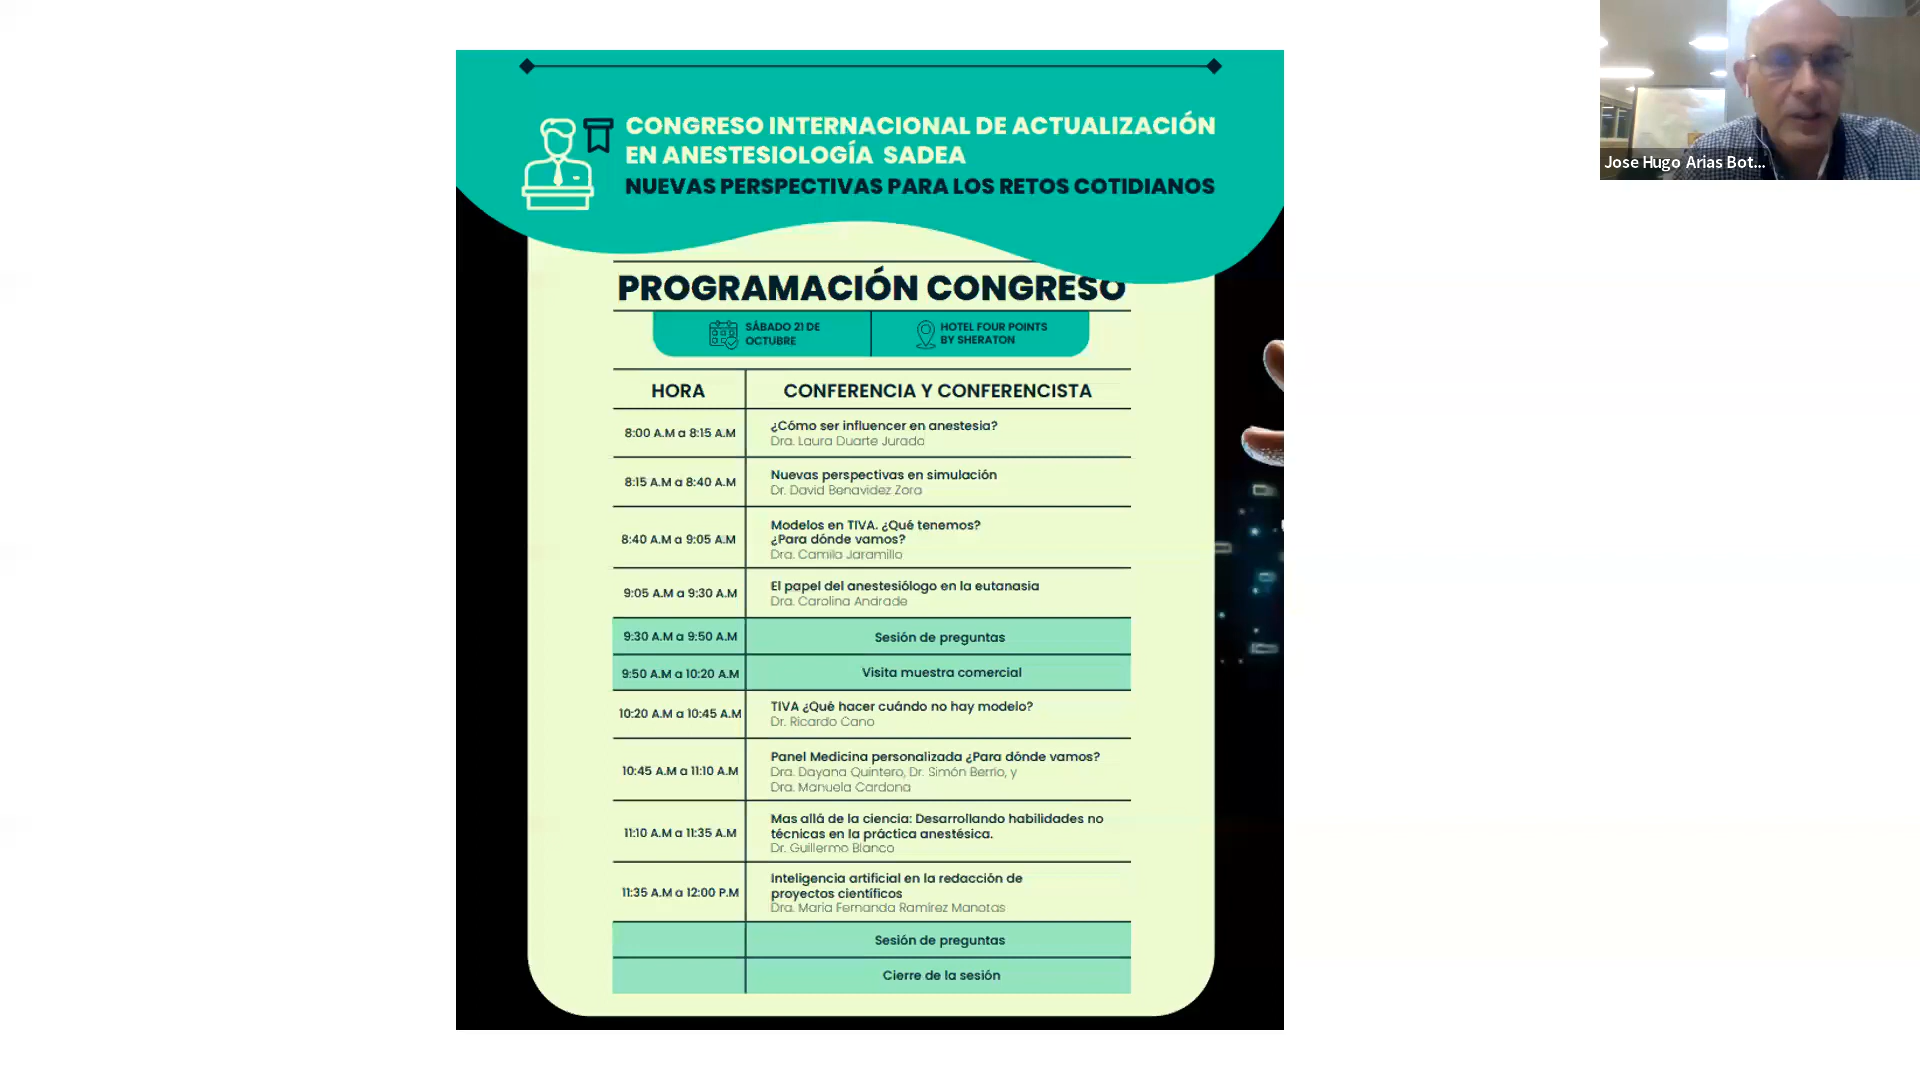 CONGRESO INTERNACIONAL DE ACTUALIZACIÓN
EN ANESTESIOLOGÍA SADEA
NUEVAS PERSPECTIVAS PARA LOS RETOS COTIDIANOS
PROGRAMACIÓN CONGRESO
SÁBADO 21 DE
OCTUBRE
HOTEL FOUR POINTS
BY SHERATON
HORA
CONFERENCIA Y CONFERENCISTA
8:00 A.M a 8:15 A.M
¿Cómo ser influencer en anestesia?
Dra. Laura Duarte Jurado
8:15 A.M a 8:40 A.M
Nuevas perspectivas en simulación
Dr. David Benavidez Zora
8:40 A.M a 9:05 A.M
Modelos en TIVA. ¿Qué tenemos?
¿Para dónde vamos?
Dra. Camila Jaramillo
9:05 A.M a 9:30 A.M
El papel del anestesiólogo en la eutanasia
Dra. Carolina Andrade
9:30 A.M a 9:50 A.M
Sesión de preguntas
9:50 A.M a 10:20 A.M
Visita muestra comercial
10:20 A.M a 10:45 A.M
TIVA ¿Qué hacer cuándo no hay modelo?
Dr. Ricardo Cano
10:45 A.M a 11:10 A.M
Panel Medicina personalizada ¿Para dónde vamos?
Dra. Dayana Quintero, Dr. Simón Berrio, y
Dra. Manuela Cardona
11:10 A.M a 11:35 A.M
Mas allá de la ciencia: Desarrollando habilidades no
técnicas en la práctica anestésica.
Dr. Guillermo Blanco
11:35 A.M a 12:00 P.M
Inteligencia artificial en la redacción de
proyectos científicos
Dra. María Fernanda Ramírez Manotas
Sesión de preguntas
Cierre de la sesión
Jose Hugo Arias Bot...